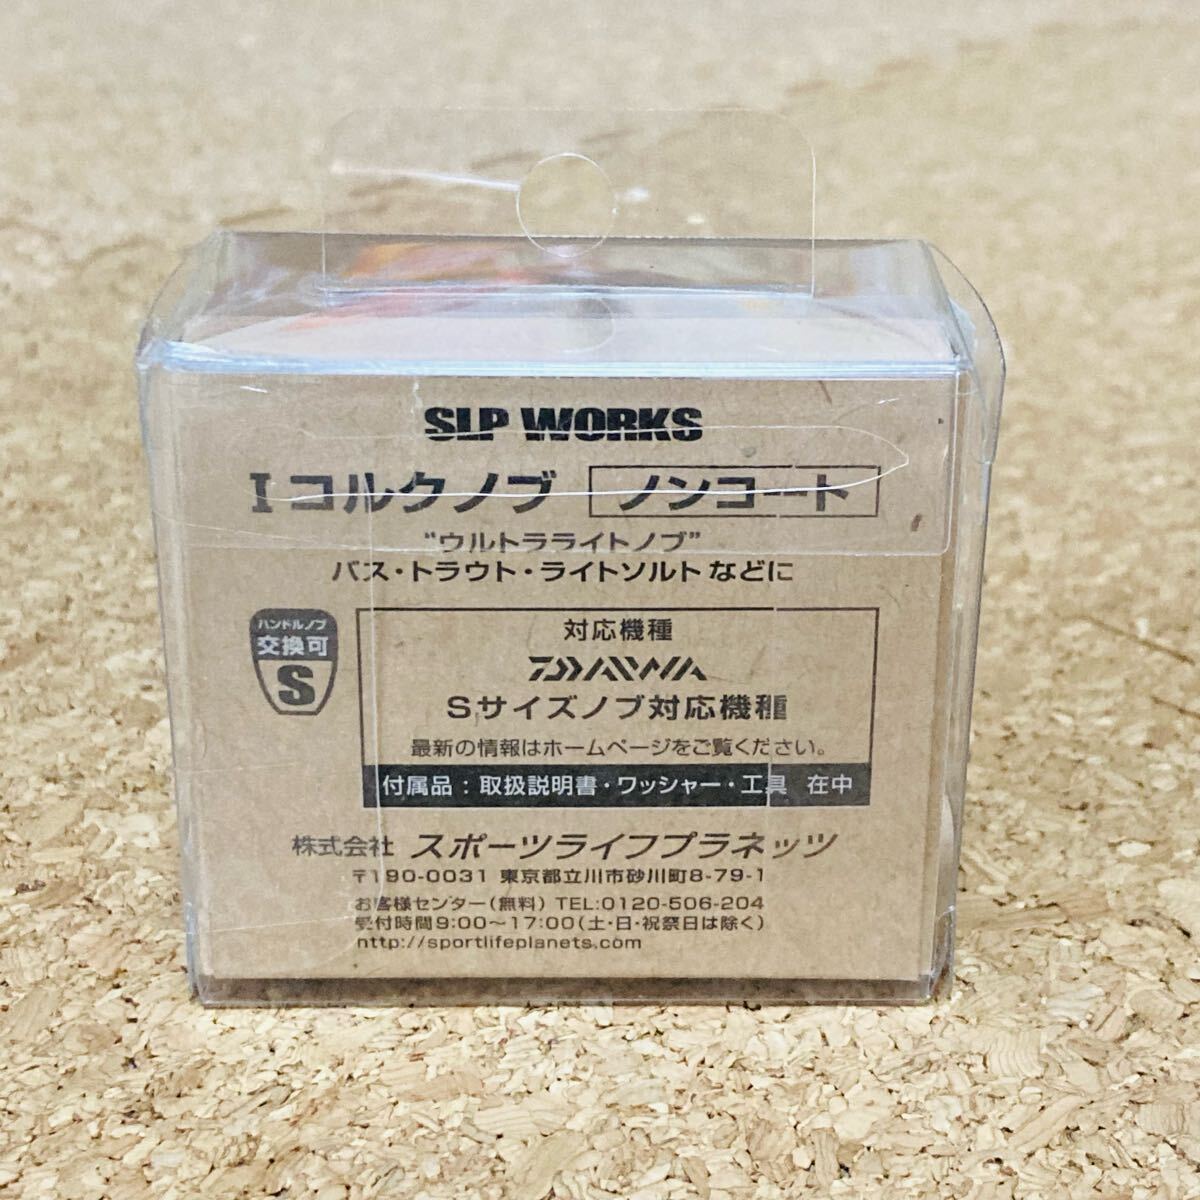 SLP WORKS
I コルクノブ ノンコート
“ウルトラライトノブ”
バス・トラウト・ライトソルト などに
ハンドルノブ
交換可
S
対応機種
DAIWA
Sサイズノブ対応機種
最新の情報はホームページをご覧ください。
付属品：取扱説明書・ワッシャー・工具 在中
株式会社 スポーツライフプラネッツ
〒190-0031 東京都立川市砂川町8-79-1
お客様センター(無料) TEL:0120-506-204
受付時間9:00〜17:00(土・日・祝祭日は除く)
http://sportlifeplanets.com